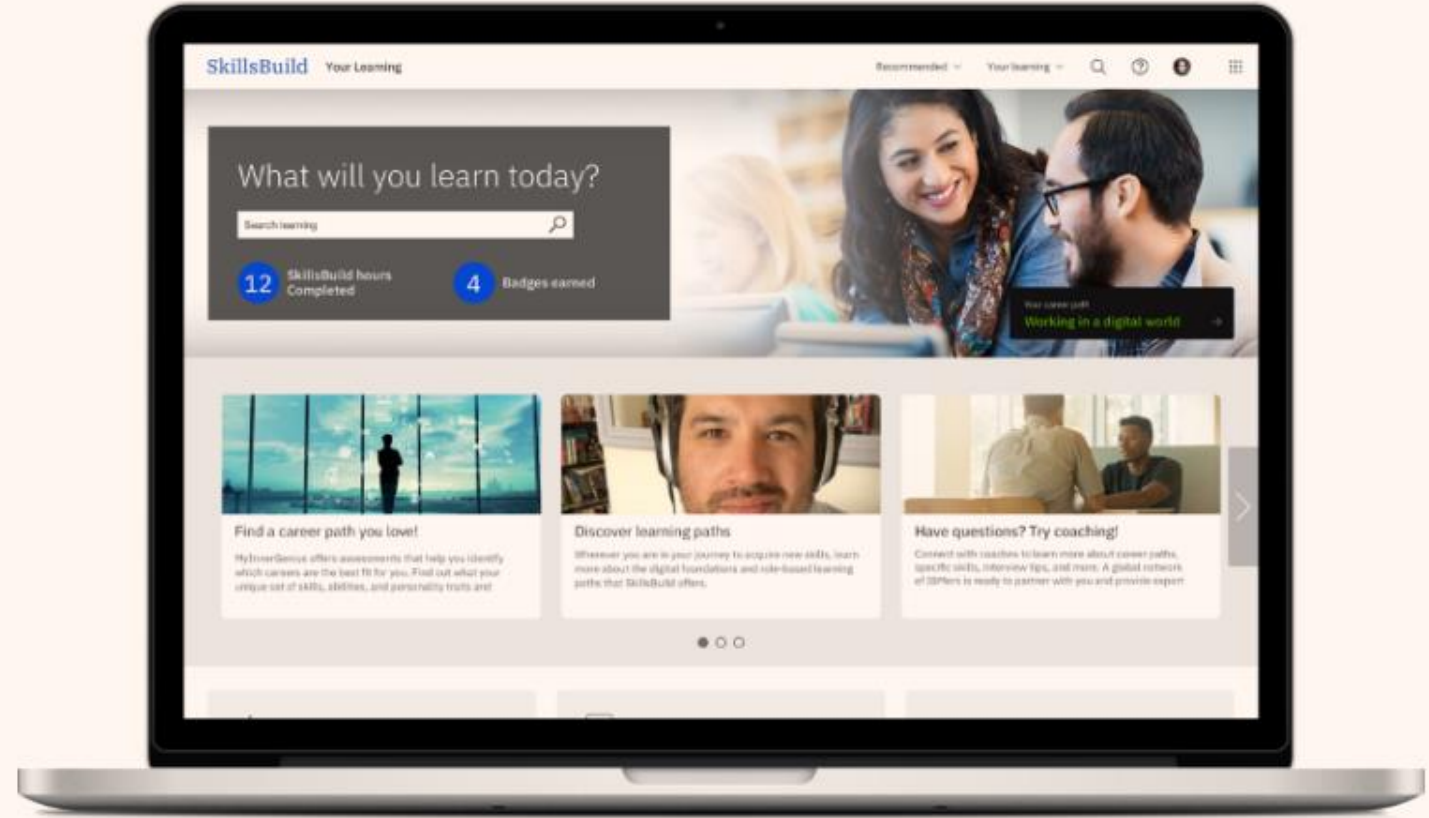 SkillsBuild Your Learning
Recommended Your learning
What will you learn today?
Search learning
12 SkillsBuild hours
Completed
4 Badges earned
Your career path
Working in a digital world
Find a career path you love!
MyInnerGenius offers assessments that help you identify
which careers are the best fit for you. Find out what your
unique set of skills, abilities, and personality traits and
Discover learning paths
Wherever you are in your journey to acquire new skills, learn
more about the digital foundations and role-based learning
paths that SkillsBuild offers.
Have questions? Try coaching!
Connect with coaches to learn more about career paths,
specific skills, interview tips, and more. A global network
of IBMers is ready to partner with you and provide expert